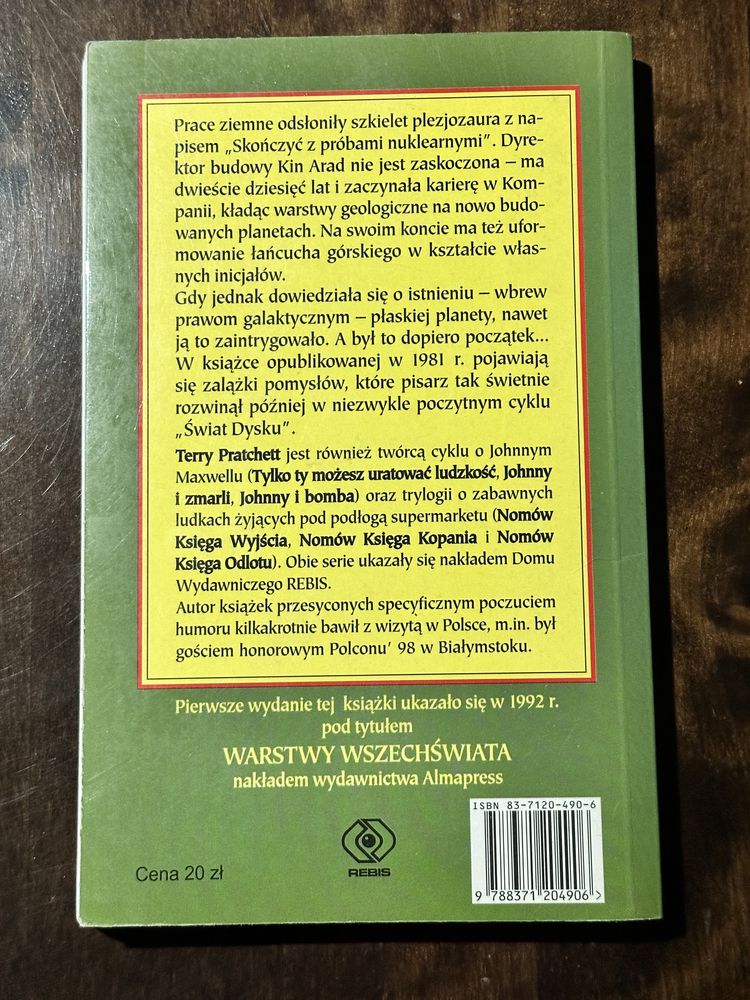 Prace ziemne odsłoniły szkielet plezjozaura z na-
pisem „Skończyć z próbami nuklearnymi”. Dyre-
ktor budowy Kin Arad nie jest zaskoczona – ma
dwieście dziesięć lat i zaczynała karierę w Kom-
panii, kładąc warstwy geologiczne na nowo budo-
wanych planetach. Na swoim koncie ma też ufor-
mowanie łańcucha górskiego w kształcie włas-
nych inicjałów.
Gdy jednak dowiedziała się o istnieniu – wbrew
prawom galaktycznym – płaskiej planety, nawet
ją to zaintrygowało. A był to dopiero początek...
W książce opublikowanej w 1981 r. pojawiają
się zalążki pomysłów, które pisarz tak świetnie
rozwinął później w niezwykle poczytnym cyklu
„Świat Dysku”.
Terry Pratchett jest również twórcą cyklu o Johnnym
Maxwellu (Tylko ty możesz uratować ludzkość, Johnny
i zmarli, Johnny i bomba) oraz trylogii o zabawnych
ludkach żyjących pod podłogą supermarketu (Nomów
Księga Wyjścia, Nomów Księga Kopania i Nomów
Księga Odlotu). Obie serie ukazały się nakładem Domu
Wydawniczego REBIS.
Autor książek przesyconych specyficznym poczuciem
humoru kilkakrotnie bawił z wizytą w Polsce, m.in. był
gościem honorowym Polconu’ 98 w Białymstoku.
Pierwsze wydanie tej książki ukazało się w 1992 r.
pod tytułem
WARSTWY WSZECHŚWIATA
nakładem wydawnictwa Almapress
ISBN 83-7120-490-6
9 788371 204906 >
REBIS
Cena 20 zł